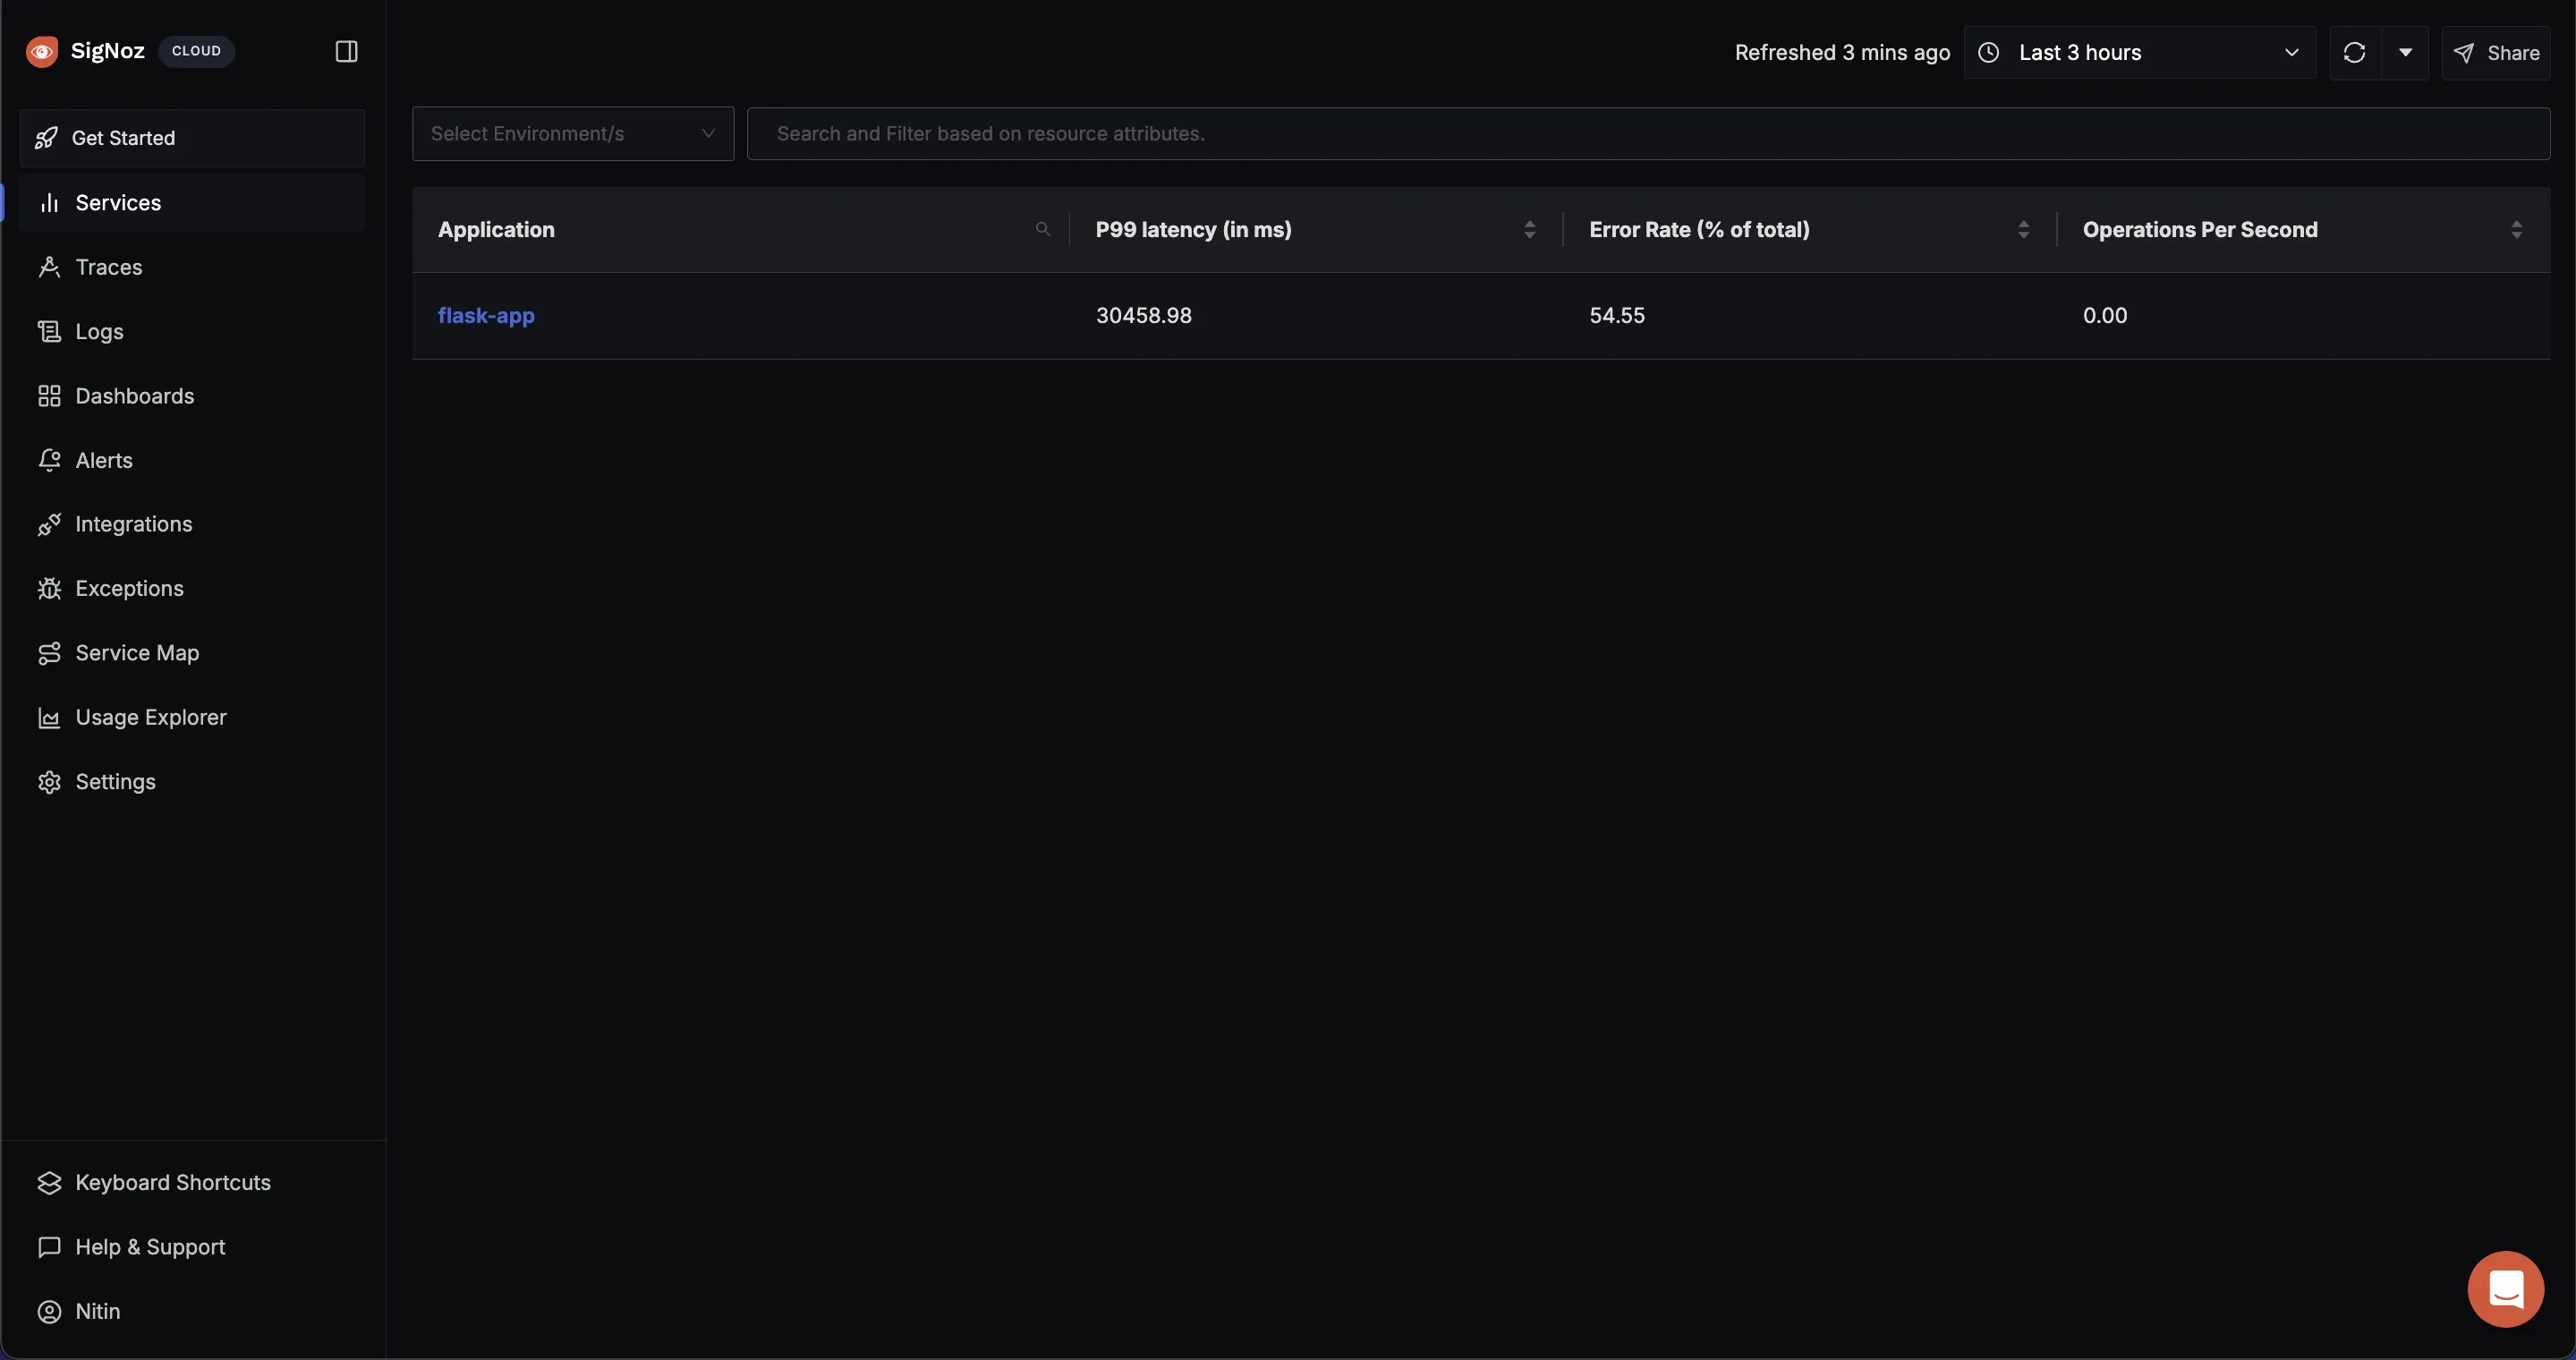 SigNoz CLOUD
Refreshed 3 mins ago
Last 3 hours
Share
Get Started
Services
Traces
Logs
Dashboards
Alerts
Integrations
Exceptions
Service Map
Usage Explorer
Settings
Keyboard Shortcuts
Help & Support
Nitin
Select Environment/s
Search and Filter based on resource attributes.
Application P99 latency (in ms) Error Rate (% of total) Operations Per Second
flask-app 30458.98 54.55 0.00